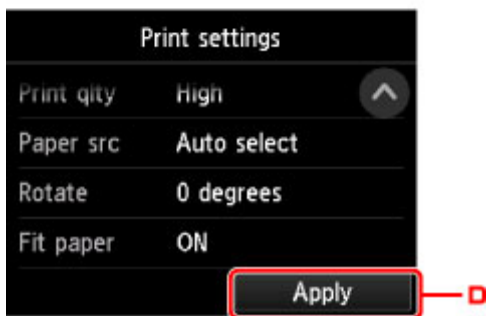 Print settings
Print qlty High
Paper src Auto select
Rotate 0 degrees
Fit paper ON
Apply D